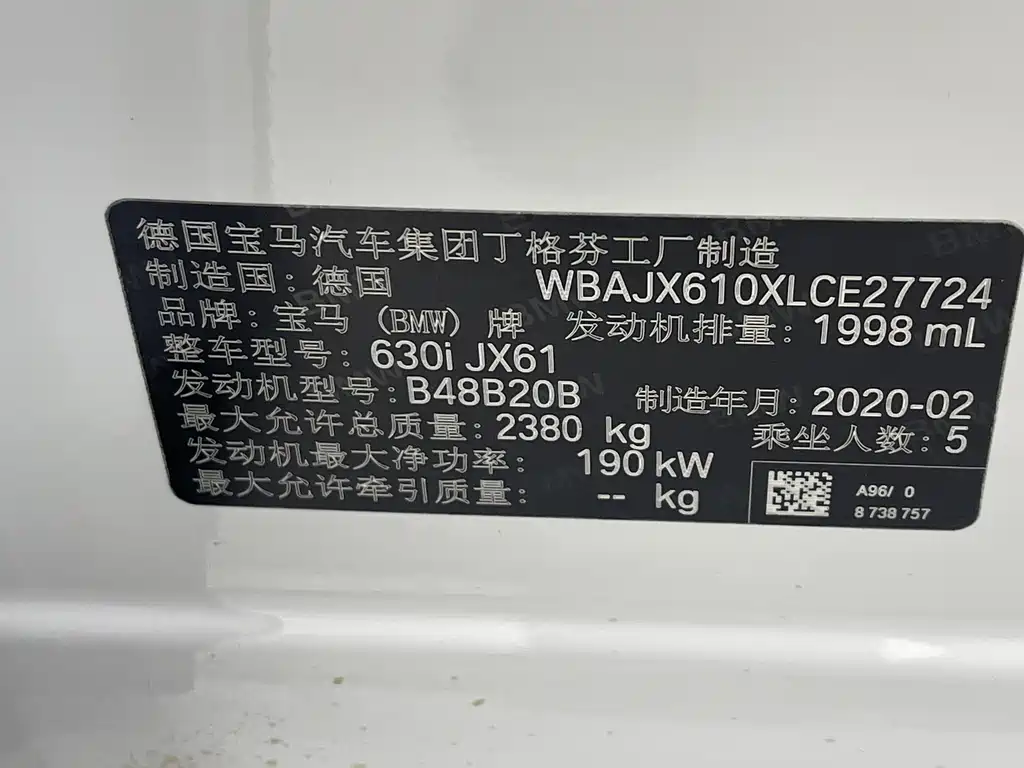 德国宝马汽车集团丁格芬工厂制造
制造国：德国 WBAJX610XLCE27724
品牌：宝马（BMW）牌 发动机排量：1998 mL
整车型号：630i JX61
发动机型号：B48B20B 制造年月：2020-02
最大允许总质量：2380 kg 乘坐人数：5
发动机最大净功率：190 kW
最大允许牵引质量：-- kg
A96/ 0
8 738 757